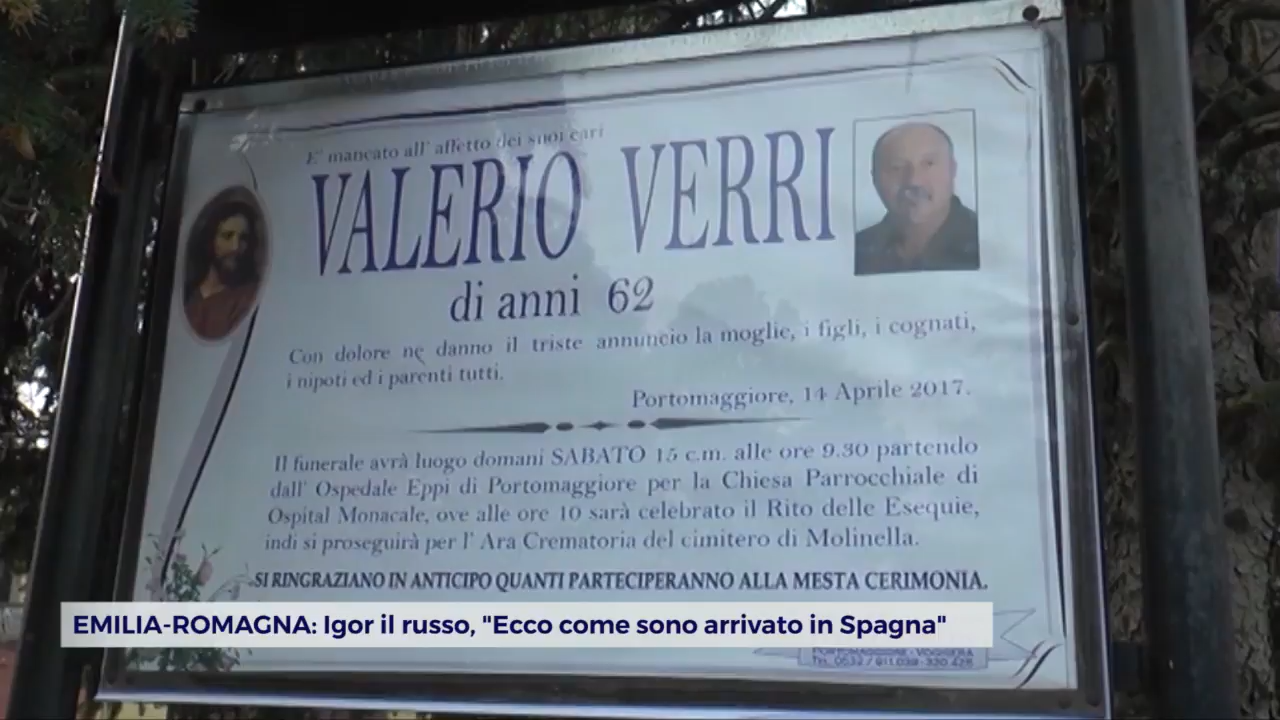 E' mancato all' affetto dei suoi cari
VALERIO VERRI
di anni 62
Con dolore ne danno il triste annuncio la moglie, i figli, i cognati,
i nipoti ed i parenti tutti.
Portomaggiore, 14 Aprile 2017.
Il funerale avrà luogo domani SABATO 15 c.m. alle ore 9.30 partendo
dall' Ospedale Eppi di Portomaggiore per la Chiesa Parrocchiale di
Ospital Monacale, ove alle ore 10 sarà celebrato il Rito delle Esequie,
indi si proseguirà per l' Ara Crematoria del cimitero di Molinella.
SI RINGRAZIANO IN ANTICIPO QUANTI PARTECIPERANNO ALLA MESTA CERIMONIA.
EMILIA-ROMAGNA: Igor il russo, "Ecco come sono arrivato in Spagna"